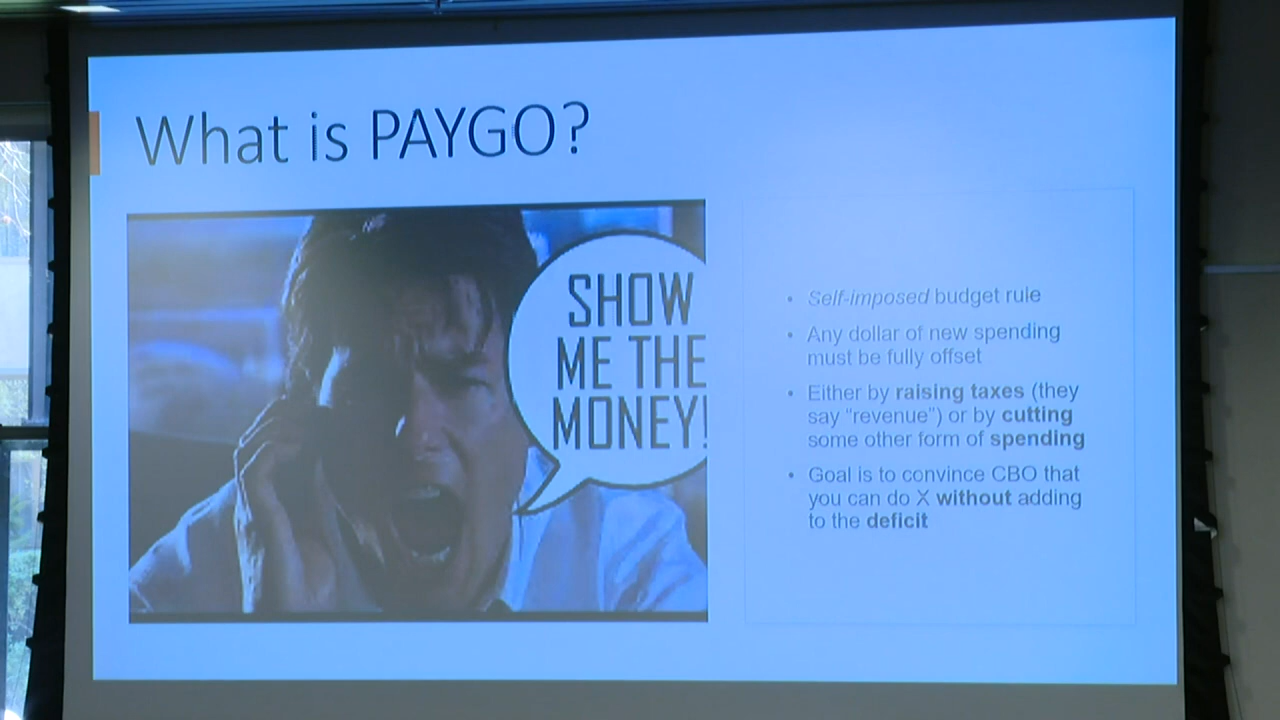 What is PAYGO?
SHOW
ME THE
MONEY!
• Self-imposed budget rule
• Any dollar of new spending
must be fully offset
• Either by raising taxes (they
say “revenue”) or by cutting
some other form of spending
• Goal is to convince CBO that
you can do X without adding
to the deficit